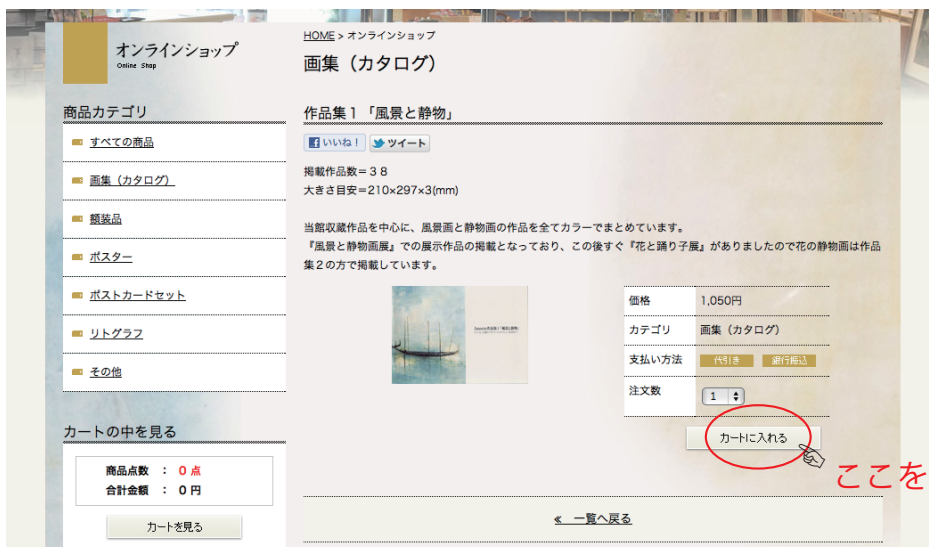 オンラインショップ
Online Shop
HOME > オンラインショップ
画集（カタログ）
商品カテゴリ
すべての商品
画集（カタログ）
額装品
ポスター
ポストカードセット
リトグラフ
その他
カートの中を見る
商品点数 ： 0 点
合計金額 ： 0 円
カートを見る
作品集１「風景と静物」
いいね！ ツイート
掲載作品数＝３８
大きさ目安＝210×297×3(mm)
当館収蔵作品を中心に、風景画と静物画の作品を全てカラーでまとめています。
『風景と静物画展』での展示作品の掲載となっており、この後すぐ『花と踊り子展』がありましたので花の静物画は作品
集２の方で掲載しています。
価格 1,050円
カテゴリ 画集（カタログ）
支払い方法 代引き 銀行振込
注文数 1
カートに入れる
ここを
≪ 一覧へ戻る